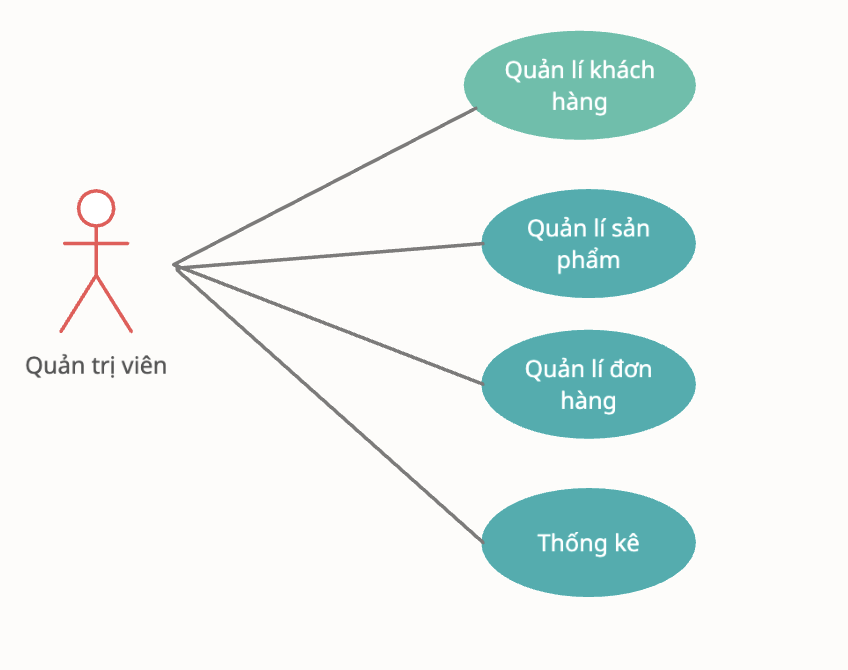 Quản lí khách
hàng
Quản lí sản
phẩm
Quản trị viên
Quản lí đơn
hàng
Thống kê